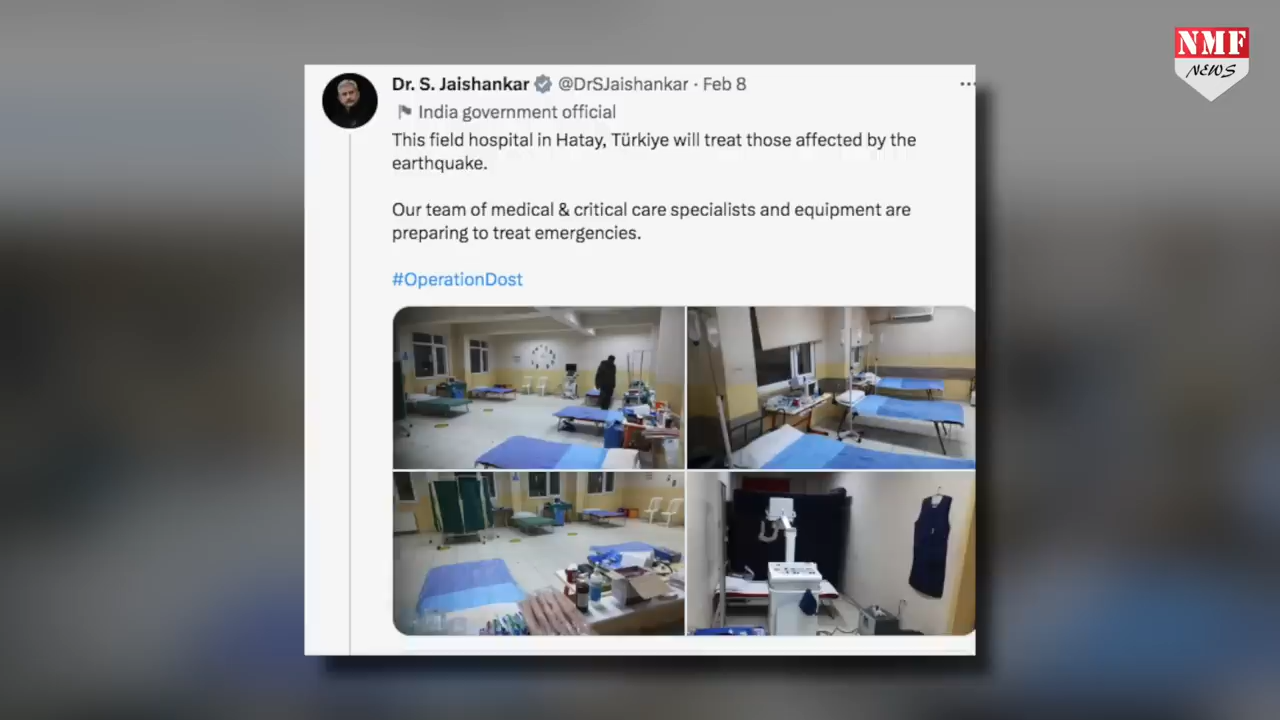 NMF
NEWS
Dr. S. Jaishankar @DrSJaishankar · Feb 8
India government official
This field hospital in Hatay, Türkiye will treat those affected by the
earthquake.
Our team of medical & critical care specialists and equipment are
preparing to treat emergencies.
#OperationDost